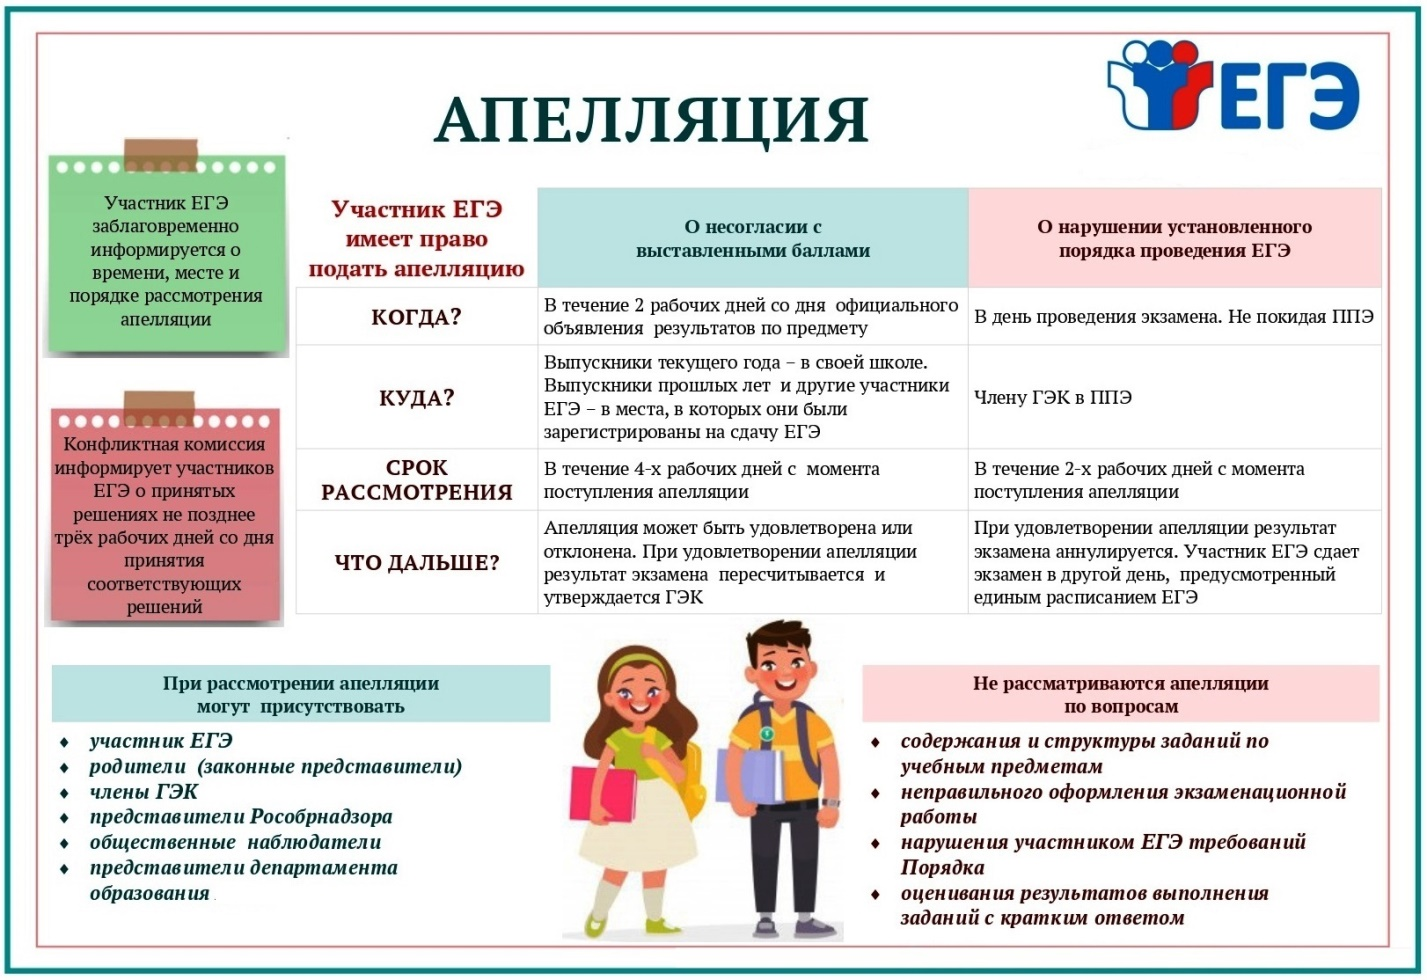 АПЕЛЛЯЦИЯ
ЕГЭ
Участник ЕГЭ
заблаговременно
информируется о
времени, месте и
порядке рассмотрения
апелляции
Конфликтная комиссия
информирует участников
ЕГЭ о принятых
решениях не позднее
трёх рабочих дней со дня
принятия
соответствующих
решений
Участник ЕГЭ
имеет право
подать апелляцию
О несогласии с
выставленными баллами
О нарушении установленного
порядка проведения ЕГЭ
КОГДА?
В течение 2 рабочих дней со дня официального
объявления результатов по предмету
В день проведения экзамена. Не покидая ППЭ
КУДА?
Выпускники текущего года – в своей школе.
Выпускники прошлых лет и другие участники
ЕГЭ – в места, в которых они были
зарегистрированы на сдачу ЕГЭ
Члену ГЭК в ППЭ
СРОК
РАССМОТРЕНИЯ
В течение 4-х рабочих дней с момента
поступления апелляции
В течение 2-х рабочих дней с момента
поступления апелляции
ЧТО ДАЛЬШЕ?
Апелляция может быть удовлетворена или
отклонена. При удовлетворении апелляции
результат экзамена пересчитывается и
утверждается ГЭК
При удовлетворении апелляции результат
экзамена аннулируется. Участник ЕГЭ сдает
экзамен в другой день, предусмотренный
единым расписанием ЕГЭ
При рассмотрении апелляции
могут присутствовать
♦ участник ЕГЭ
♦ родители (законные представители)
♦ члены ГЭК
♦ представители Рособрнадзора
♦ общественные наблюдатели
♦ представители департамента
образования
Не рассматриваются апелляции
по вопросам
♦ содержания и структуры заданий по
учебным предметам
♦ неправильного оформления экзаменационной
работы
♦ нарушения участником ЕГЭ требований
Порядка
♦ оценивания результатов выполнения
заданий с кратким ответом